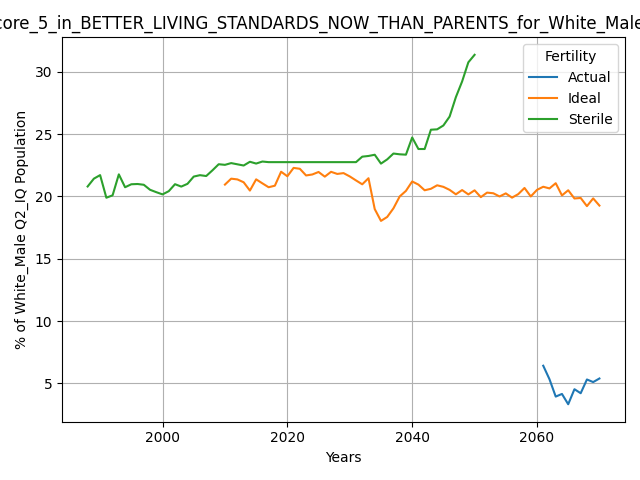 core_5_in_BETTER_LIVING_STANDARDS_NOW_THAN_PARENTS_for_White_Male
Fertility
Actual
Ideal
Sterile
% of White_Male Q2_IQ Population
30
25
20
15
10
5
2000 2020 2040 2060
Years